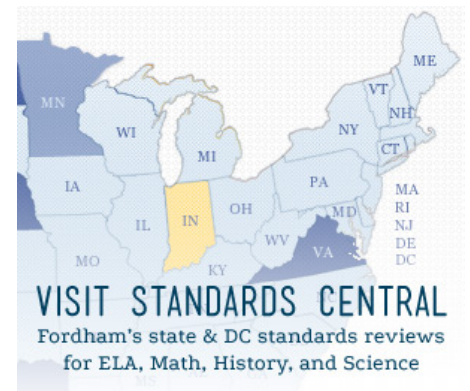 ME
VT
MN
NH
WI
NY
MI
CT
IA
PA
MA
RI
IL
IN
OH
MD
NJ
DE
WV
VA
DC
MO
KY
VISIT STANDARDS CENTRAL
Fordham's state & DC standards reviews
for ELA, Math, History, and Science
MS